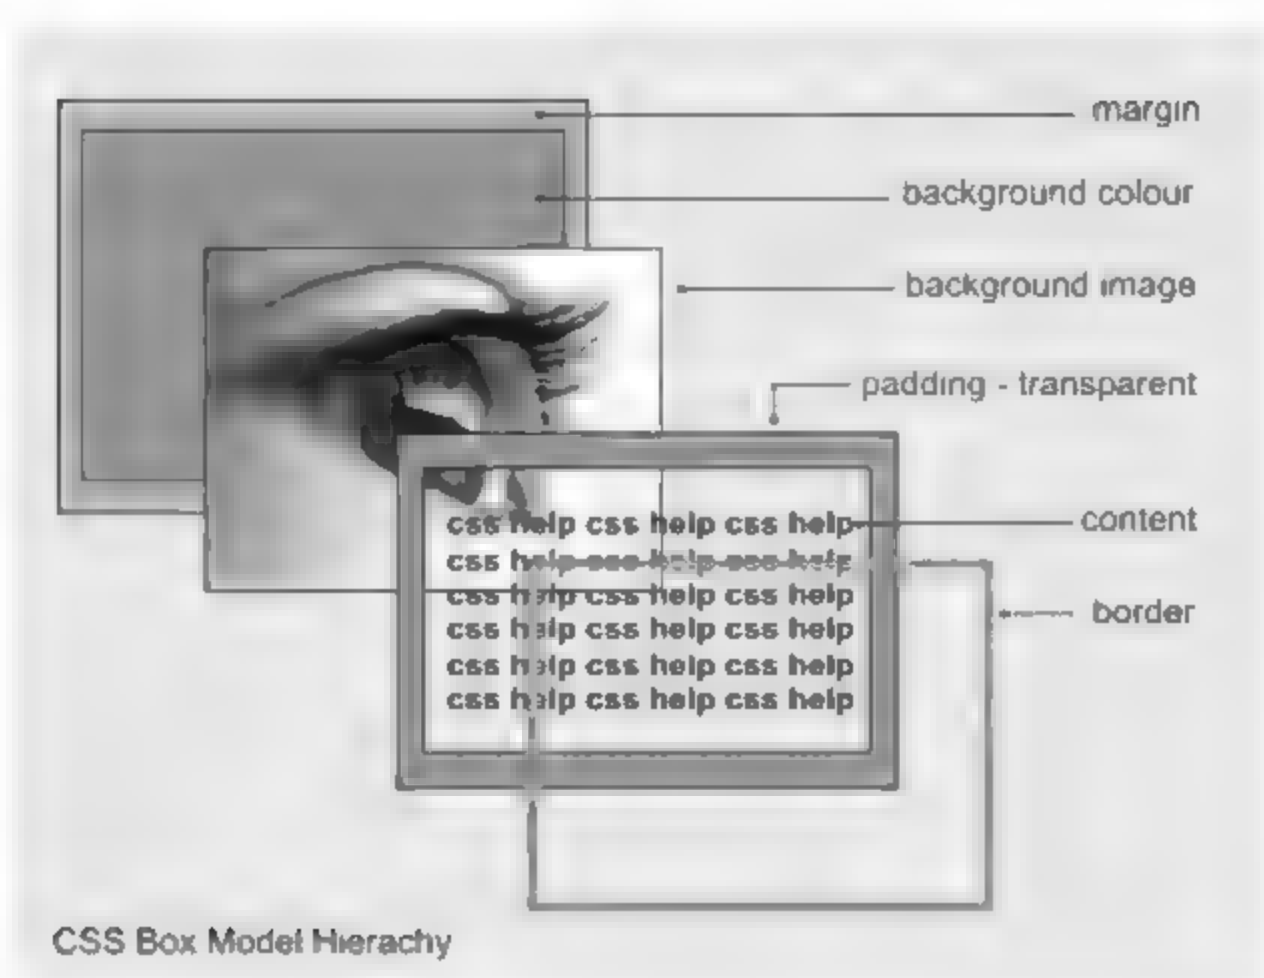 margin
background colour
background image
padding - transparent
css help css help css help
content
css help css help css help
css help css help css help
border
css help css help css help
css help css help css help
css help css help css help
CSS Box Model Hierachy